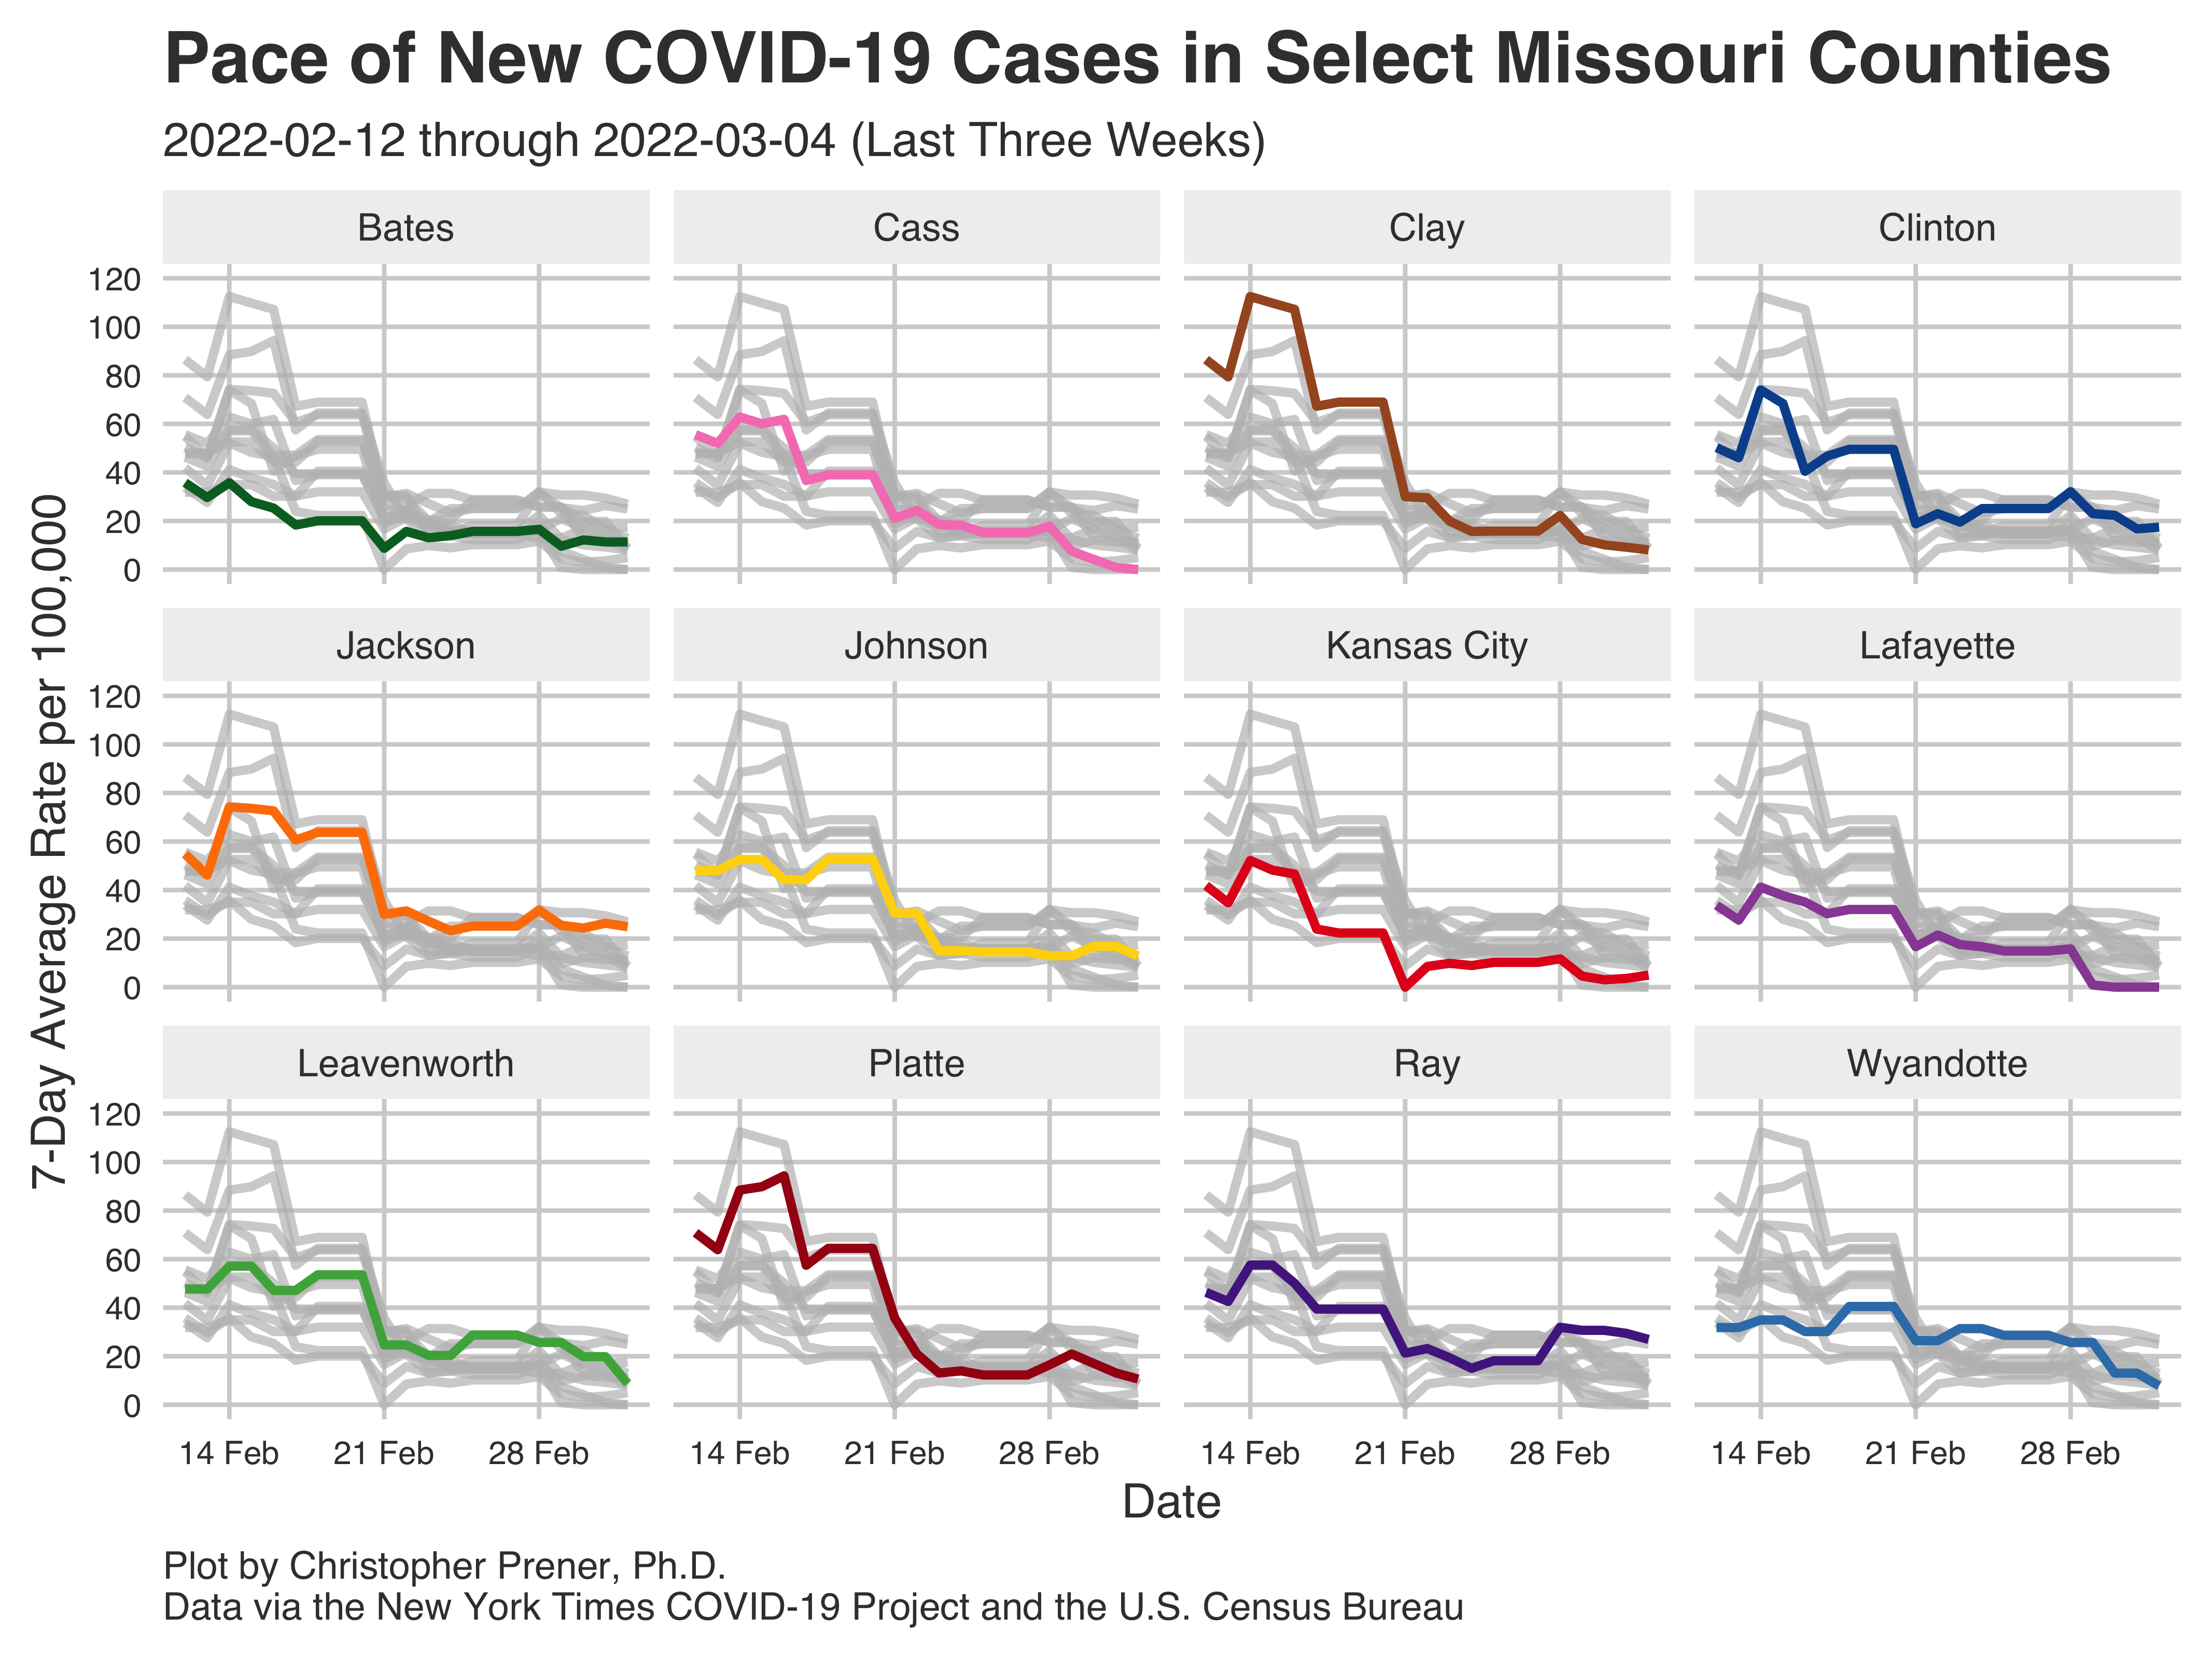 Pace of New COVID-19 Cases in Select Missouri Counties
2022-02-12 through 2022-03-04 (Last Three Weeks)
7-Day Average Rate per 100,000
Bates Cass Clay Clinton
120
100
80
60
40
20
0
Jackson Johnson Kansas City Lafayette
120
100
80
60
40
20
0
Leavenworth Platte Ray Wyandotte
120
100
80
60
40
20
0
14 Feb 21 Feb 28 Feb 14 Feb 21 Feb 28 Feb 14 Feb 21 Feb 28 Feb 14 Feb 21 Feb 28 Feb
Date
Plot by Christopher Prener, Ph.D.
Data via the New York Times COVID-19 Project and the U.S. Census Bureau